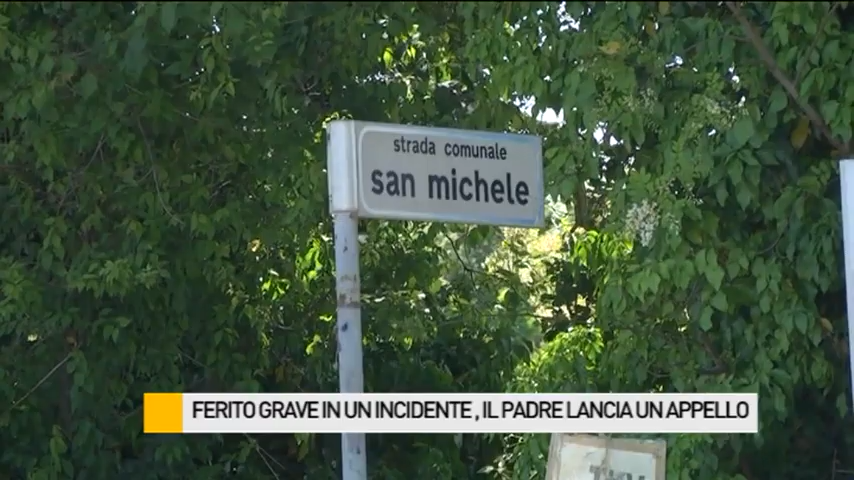 strada comunale
san michele
FERITO GRAVE IN UN INCIDENTE, IL PADRE LANCIA UN APPELLO